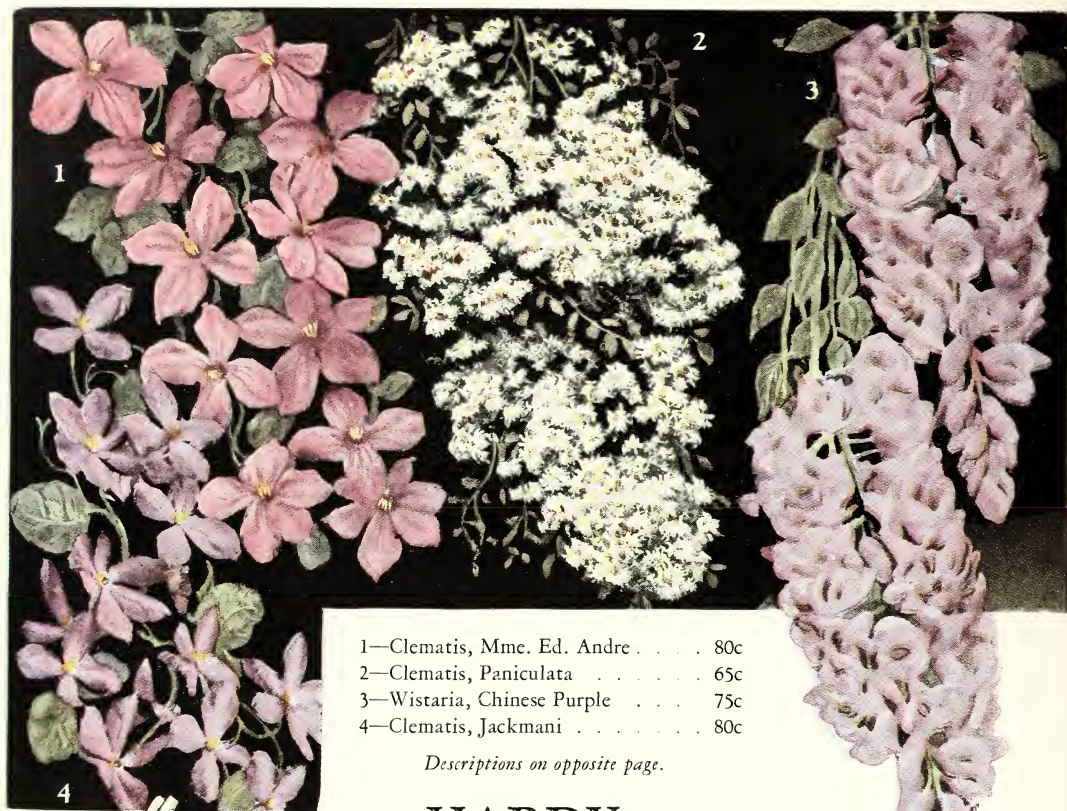 1
2
3
4
1—Clematis, Mme. Ed. Andre . . . . 80c
2—Clematis, Paniculata . . . . . . 65c
3—Wistaria, Chinese Purple . . . 75c
4—Clematis, Jackmani . . . . . . . 80c
Descriptions on opposite page.
HARDY